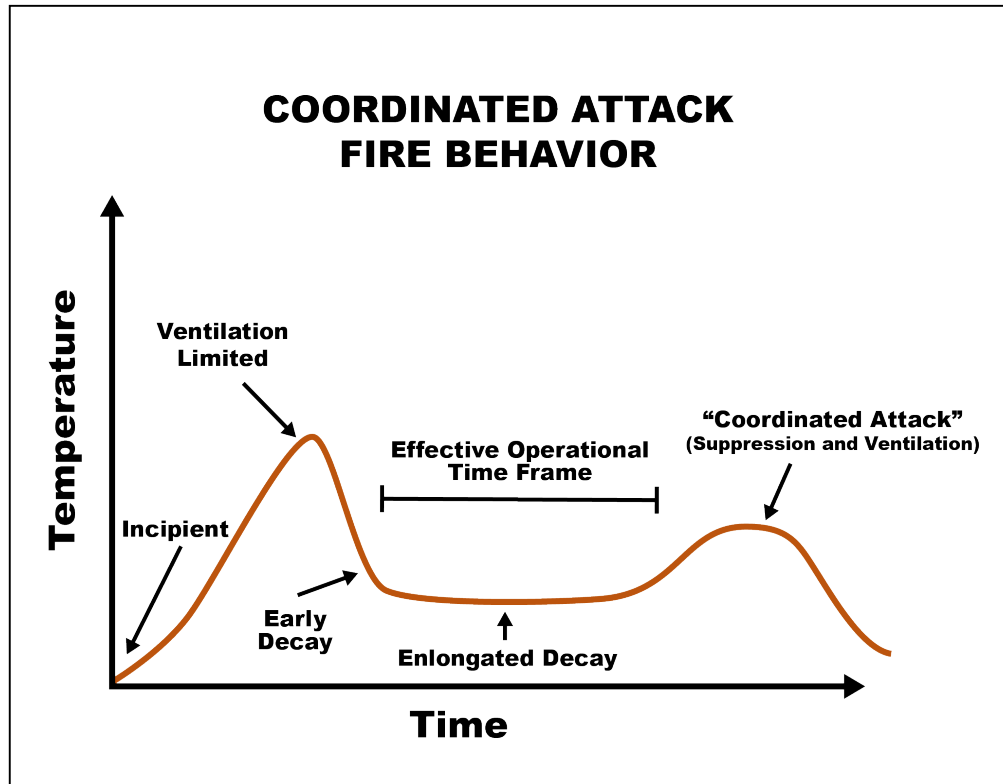 COORDINATED ATTACK
FIRE BEHAVIOR
Temperature
Ventilation
Limited
Incipient
Early
Decay
Effective Operational
Time Frame
Enlongated Decay
“Coordinated Attack”
(Suppression and Ventilation)
Time